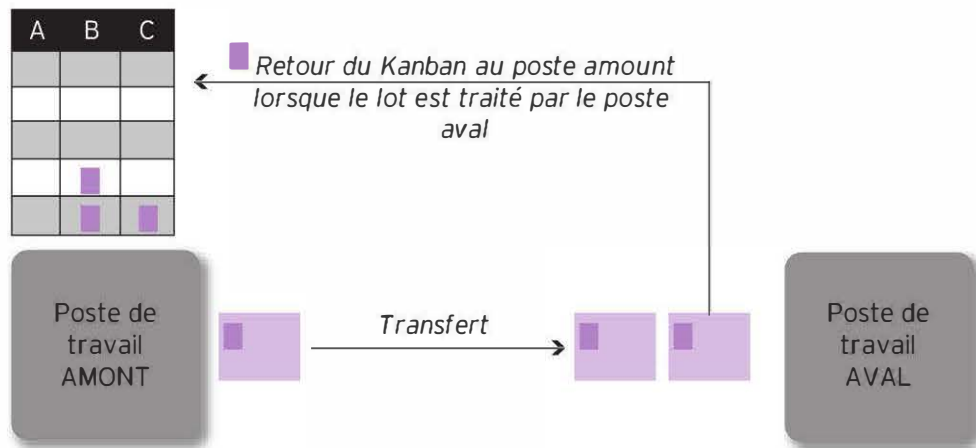 A B C
Retour du Kanban au poste amount
lorsque le lot est traité par le poste
aval
Poste de
travail
AMONT
Transfert
Poste de
travail
AVAL